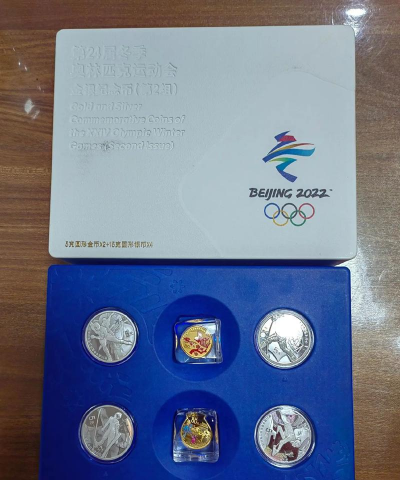 第24届冬季
奥林匹克运动会
金银纪念币(第2组)
Gold and Silver
Commemorative Coins of
the XXIV Olympic Winter
Games (Second Issue)
BEIJING 2022
5克圆形金币X2+15克圆形银币X4